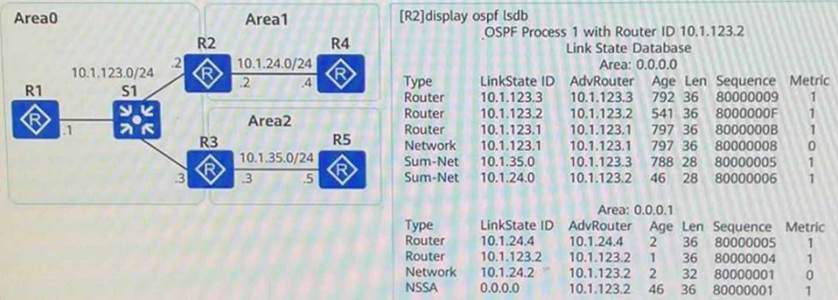 Area0
Area1
R2
R4
10.1.123.0/24
.2
10.1.24.0/24
R1
S1
.2
.4
.1
Area2
R3
R5
10.1.35.0/24
.3
.3
.5
[R2]display ospf lsdb
OSPF Process 1 with Router ID 10.1.123.2
Link State Database
Area: 0.0.0.0
Type LinkState ID AdvRouter Age Len Sequence Metric
Router 10.1.123.3 10.1.123.3 792 36 80000009 1
Router 10.1.123.2 10.1.123.2 541 36 8000000F 1
Router 10.1.123.1 10.1.123.1 797 36 8000000B 1
Network 10.1.123.1 10.1.123.1 797 36 80000008 0
Sum-Net 10.1.35.0 10.1.123.3 788 28 80000005 1
Sum-Net 10.1.24.0 10.1.123.2 46 28 80000006 1
Area: 0.0.0.1
Type LinkState ID AdvRouter Age Len Sequence Metric
Router 10.1.24.4 10.1.24.4 2 36 80000005 1
Router 10.1.123.2 10.1.123.2 1 36 80000004 1
Network 10.1.24.2 10.1.123.2 2 32 80000001 0
NSSA 0.0.0.0 10.1.123.2 46 36 80000001 1